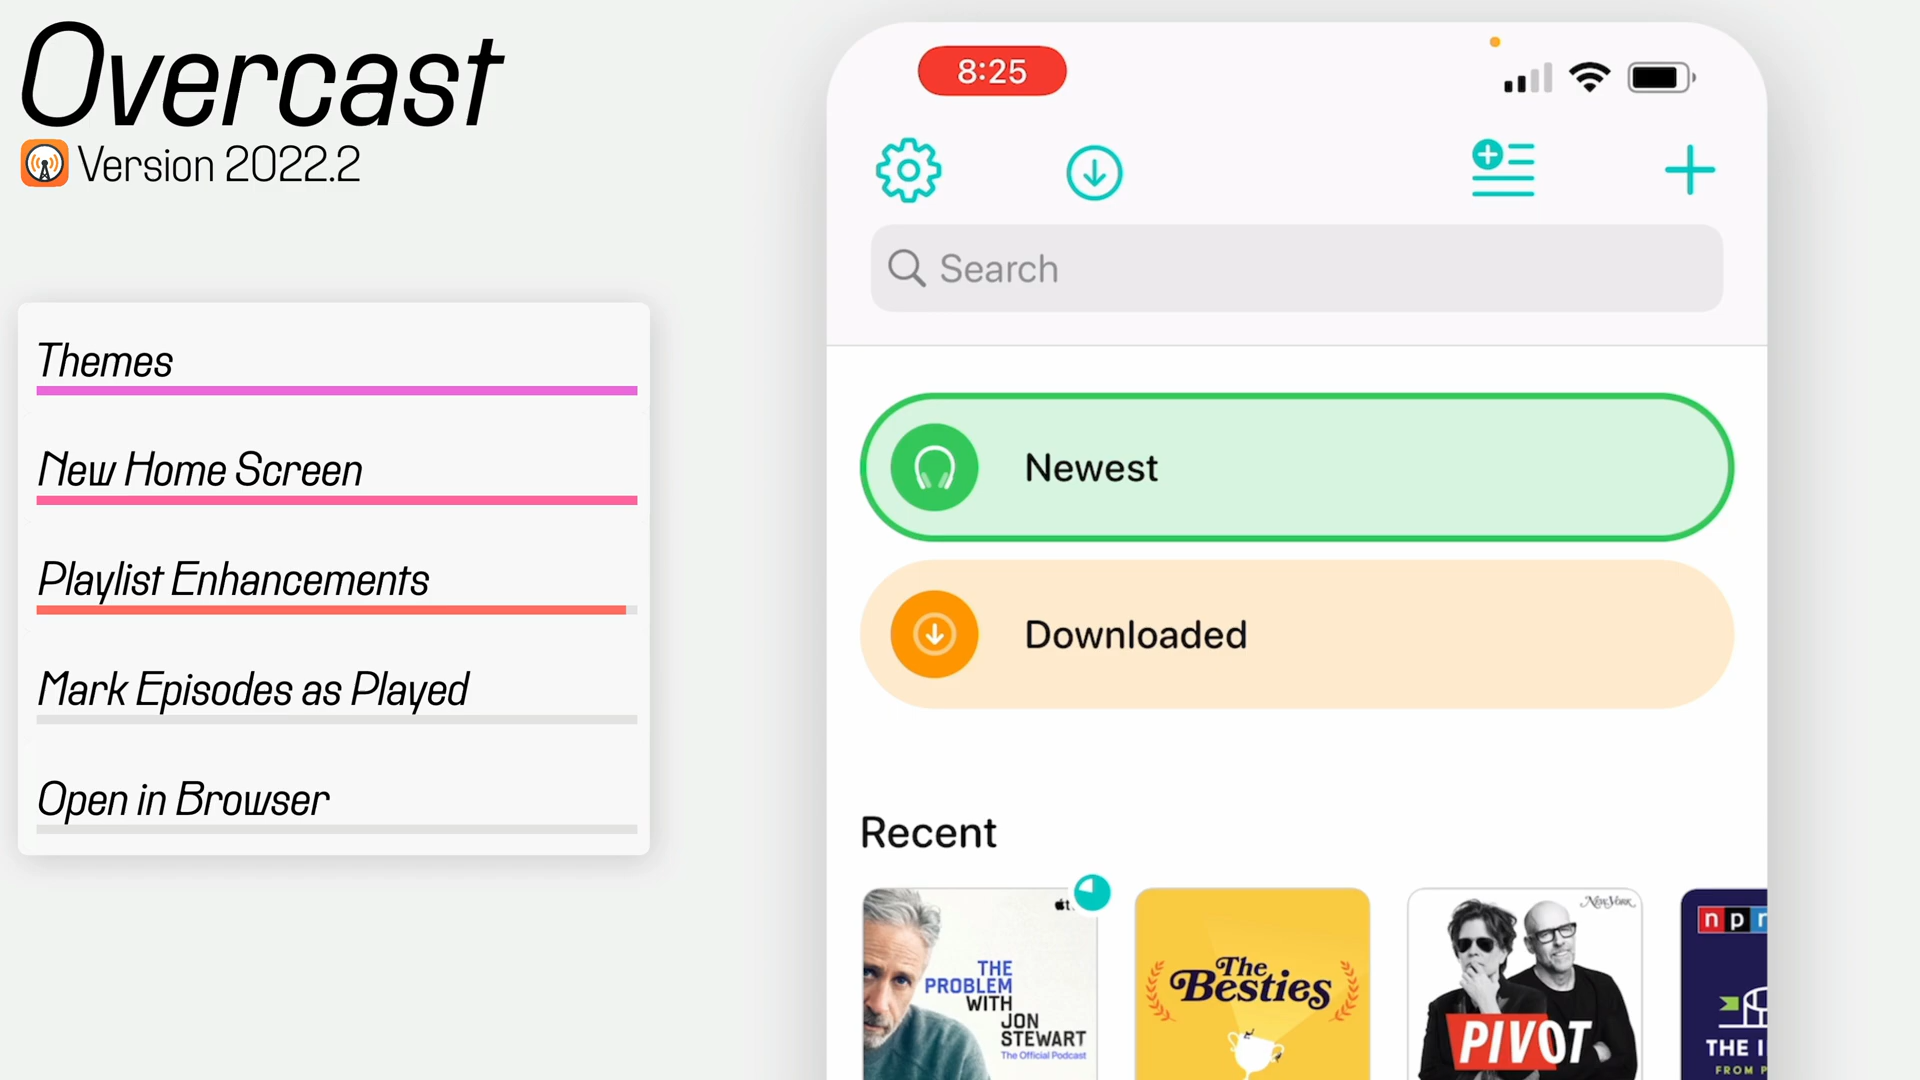 Overcast
Version 2022.2
Themes
New Home Screen
Playlist Enhancements
Mark Episodes as Played
Open in Browser
8:25
Search
Newest
Downloaded
Recent
THE
PROBLEM
WITH
JON
STEWART
The Official Podcast
The
Besties
NEW YORK
PIVOT
npr
THE I
FROM P